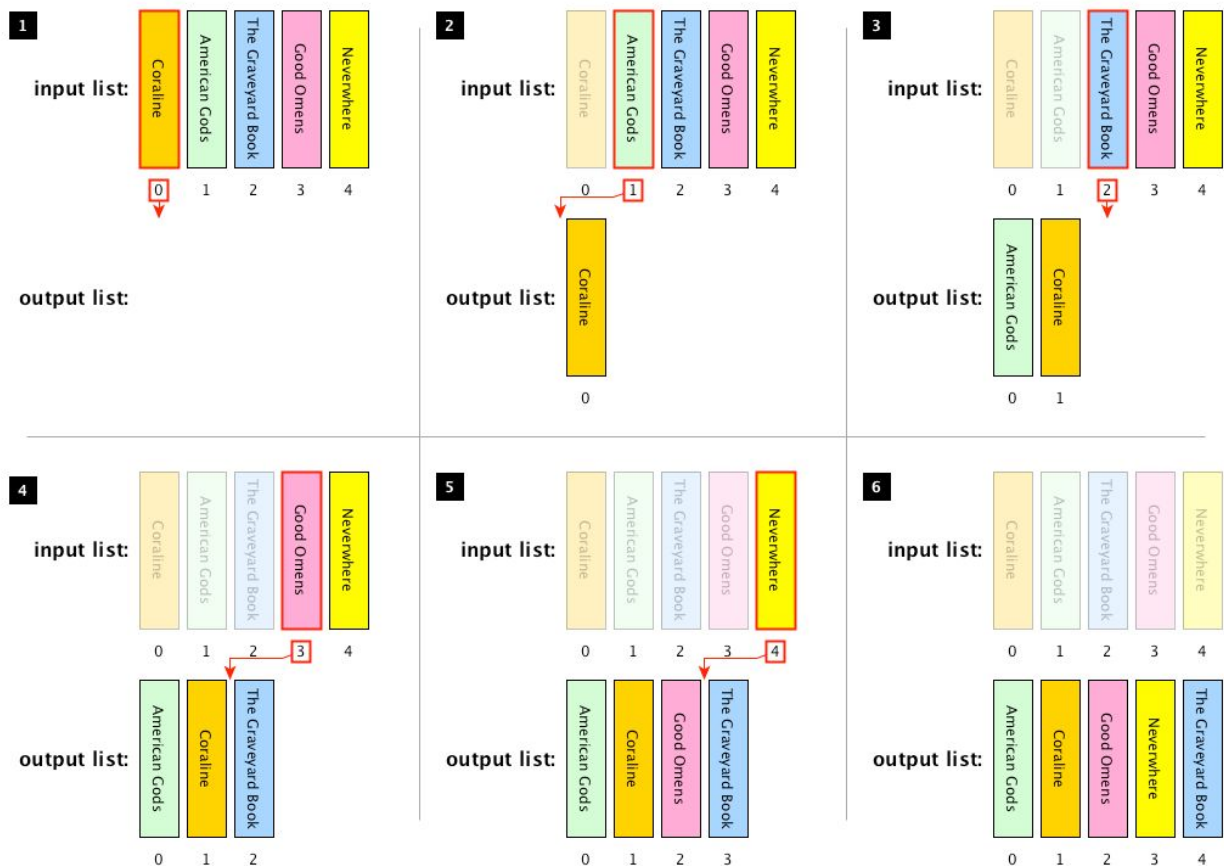 1
input list:
Coraline
American Gods
The Graveyard Book
Good Omens
Neverwhere
0 1 2 3 4
output list:
2
input list:
Coraline
American Gods
The Graveyard Book
Good Omens
Neverwhere
0 1 2 3 4
output list:
Coraline
0
3
input list:
Coraline
American Gods
The Graveyard Book
Good Omens
Neverwhere
0 1 2 3 4
output list:
American Gods
Coraline
0 1
4
input list:
Coraline
American Gods
The Graveyard Book
Good Omens
Neverwhere
0 1 2 3 4
output list:
American Gods
Coraline
The Graveyard Book
0 1 2
5
input list:
Coraline
American Gods
The Graveyard Book
Good Omens
Neverwhere
0 1 2 3 4
output list:
American Gods
Coraline
Good Omens
The Graveyard Book
0 1 2 3
6
input list:
Coraline
American Gods
The Graveyard Book
Good Omens
Neverwhere
0 1 2 3 4
output list:
American Gods
Coraline
Good Omens
Neverwhere
The Graveyard Book
0 1 2 3 4